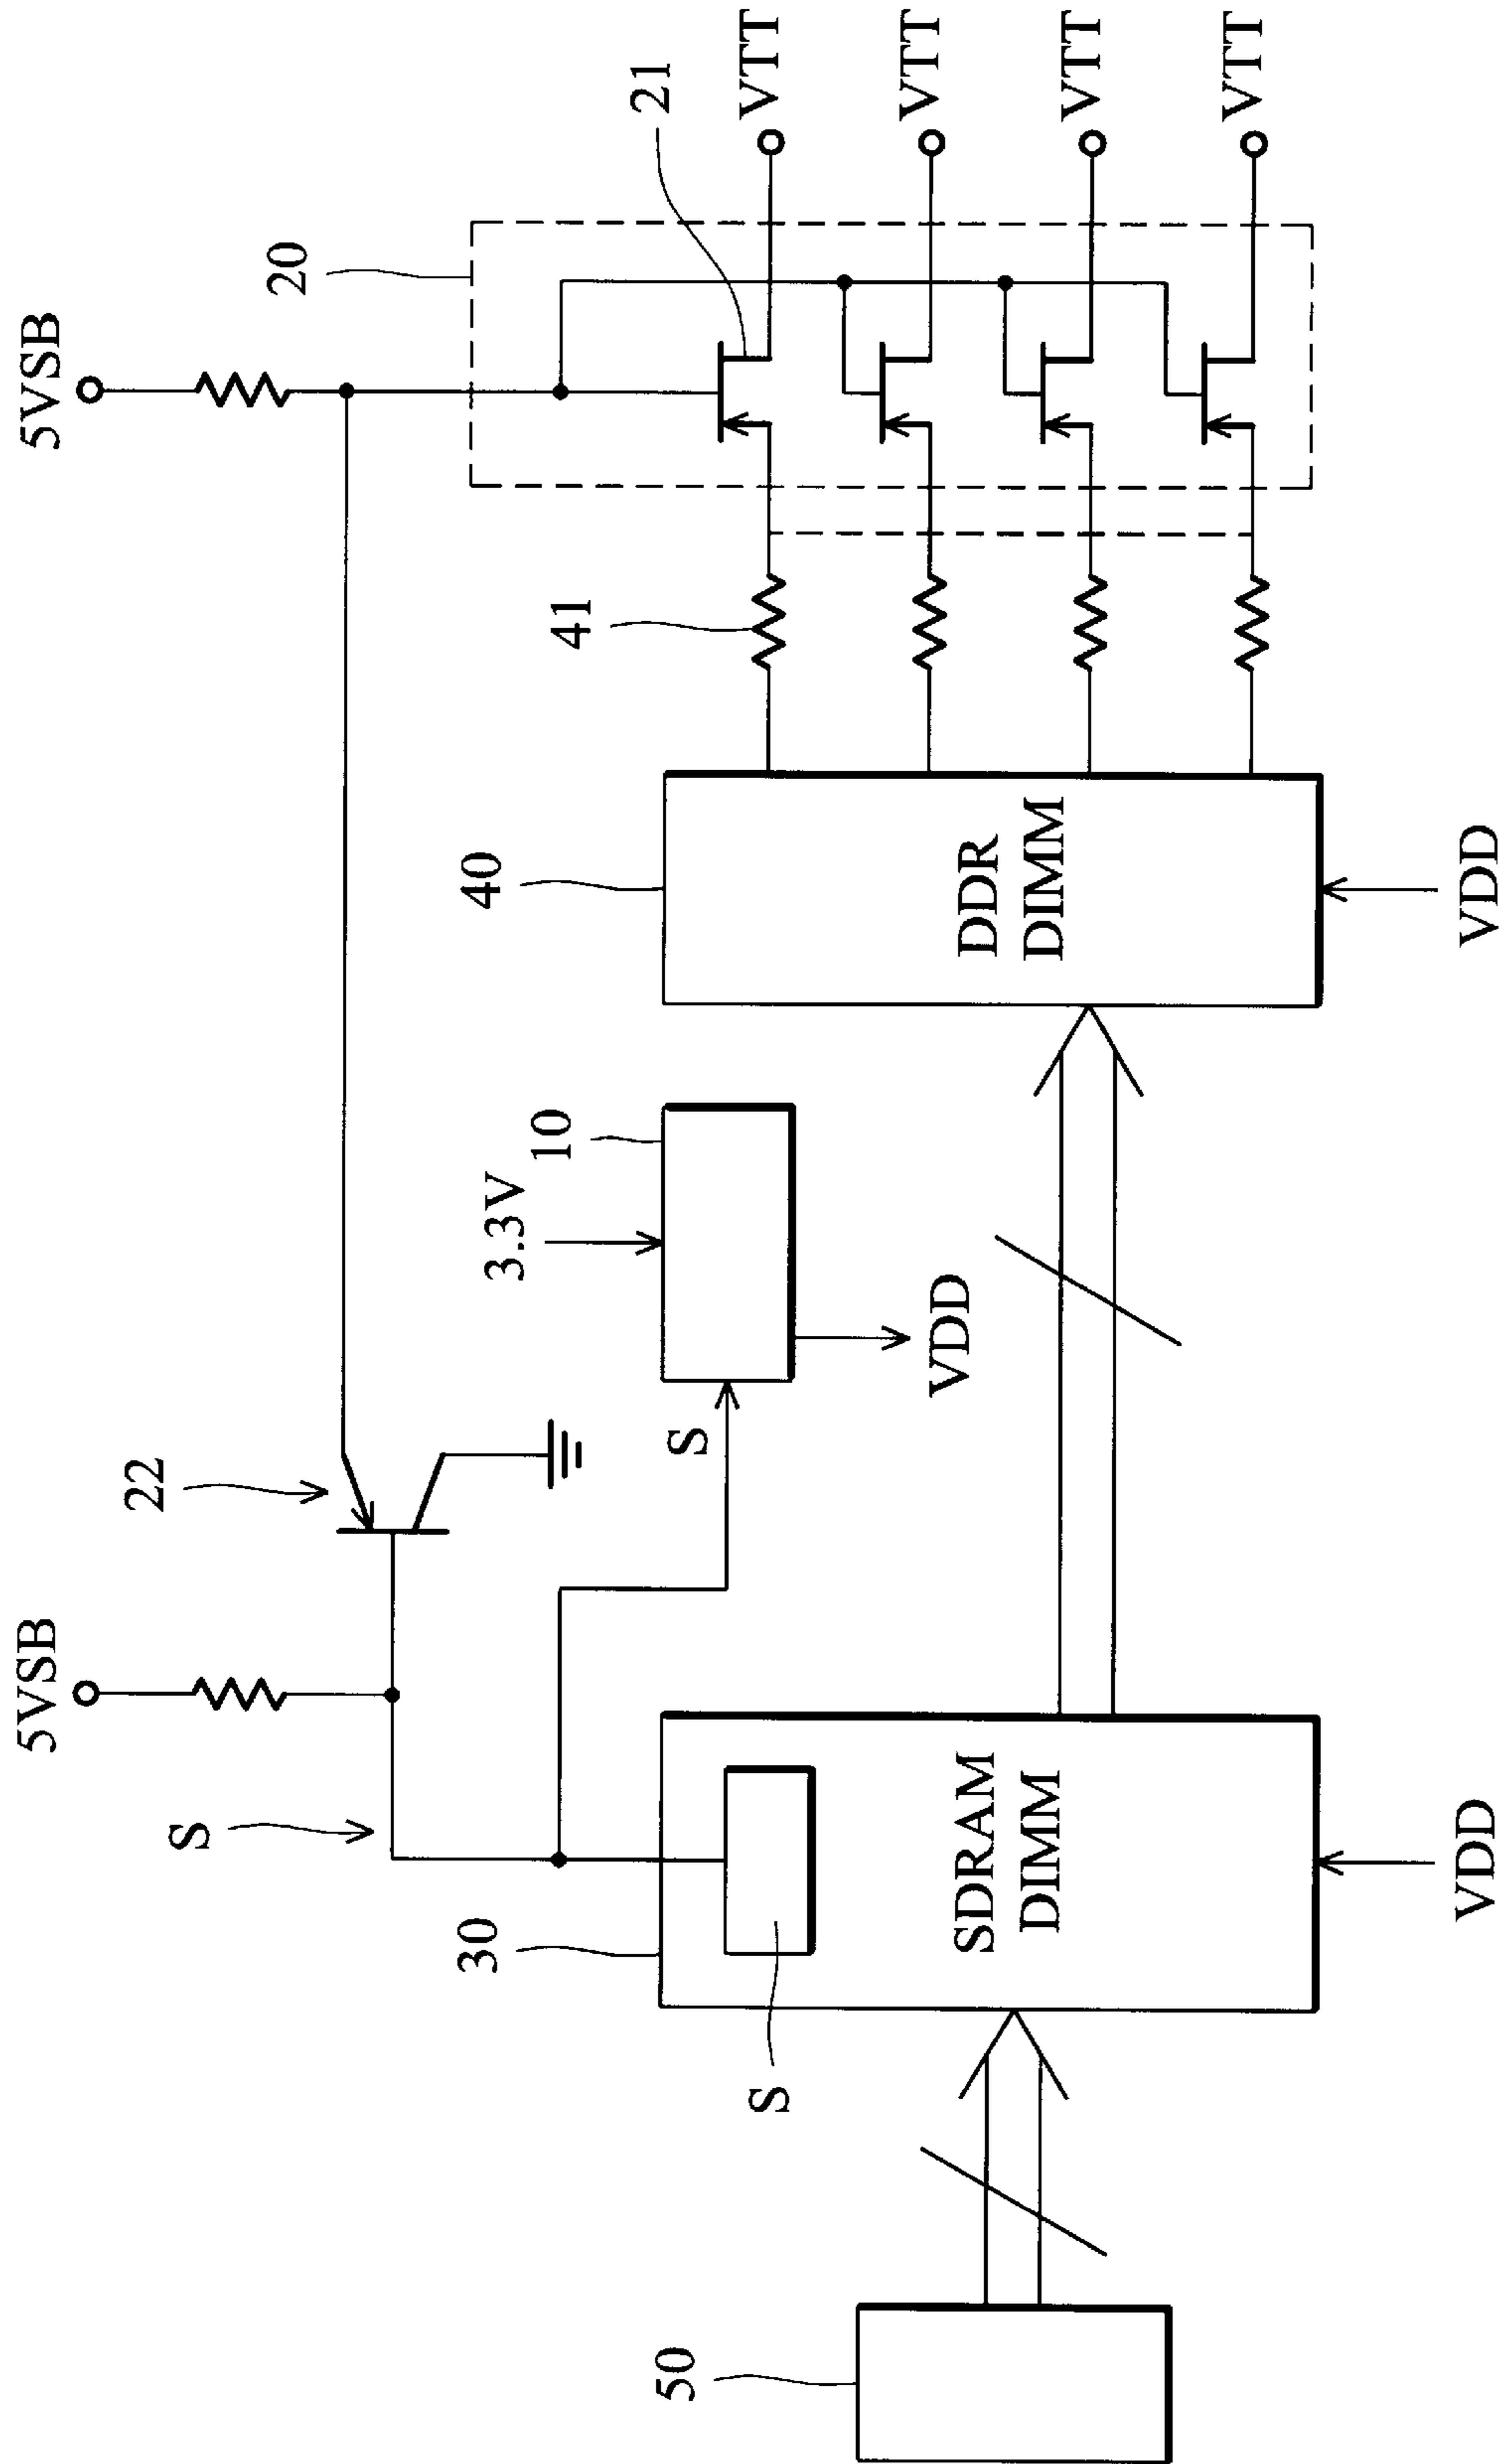 5VSB
5VSB
22
S
20
30
40
3.3V
10
41
21
50
S
VTT
S
VTT
VDD
SDRAM
DIMM
DDR
DIMM
VTT
VTT
VDD
VDD